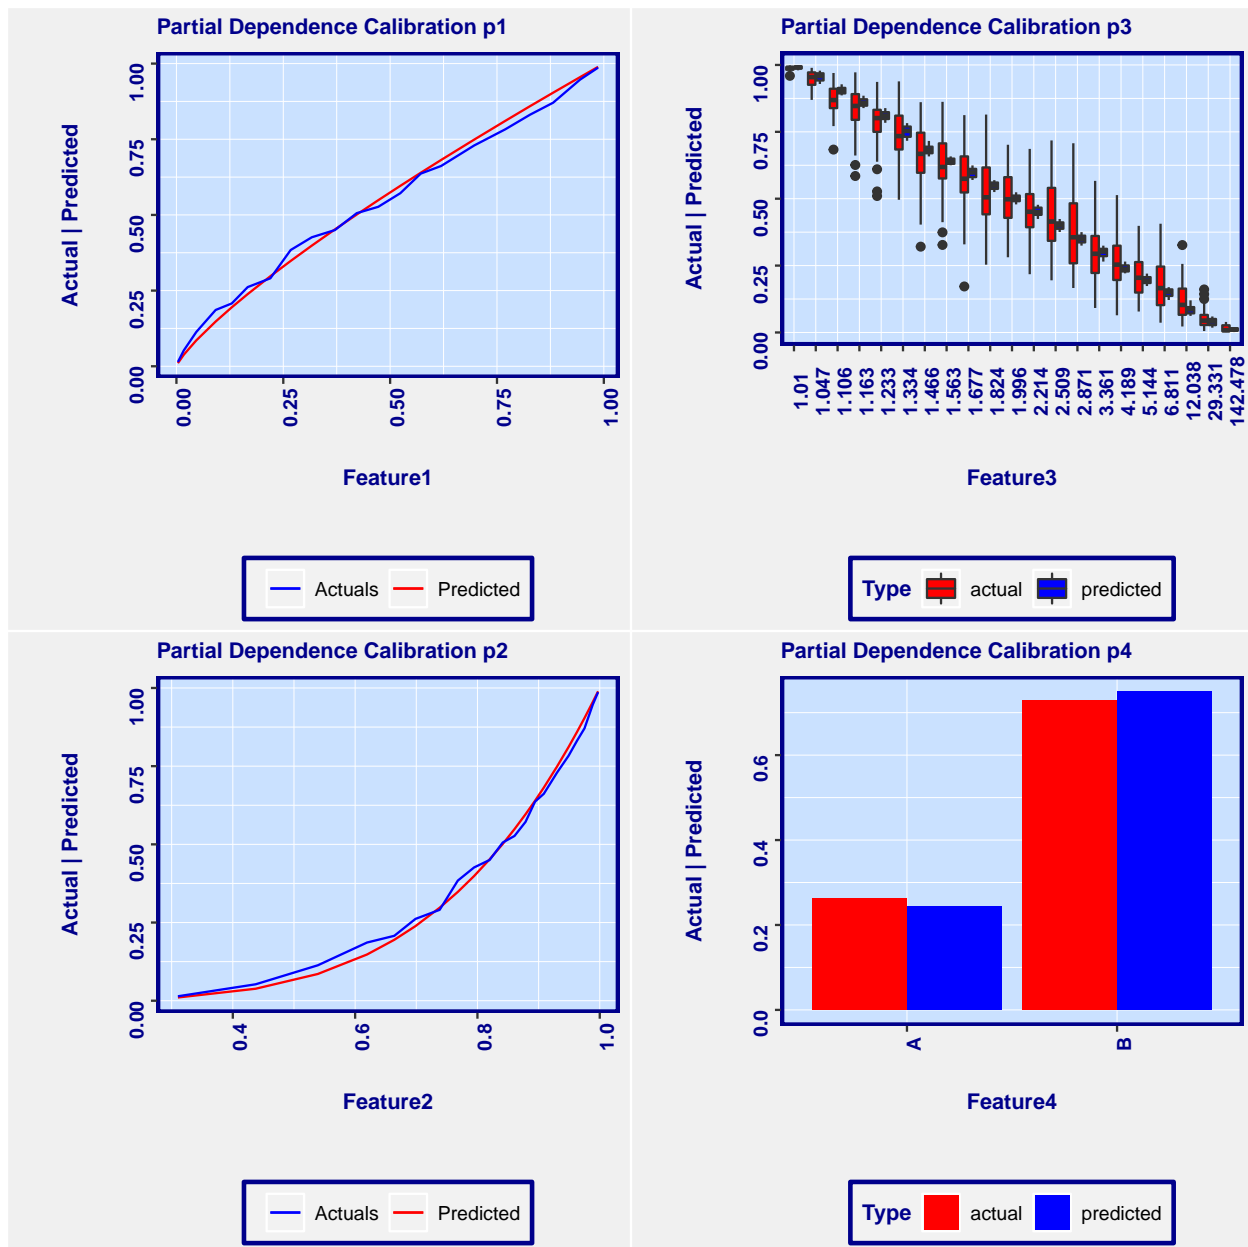 Partial Dependence Calibration p1
Actual | Predicted
1.00
0.75
0.50
0.25
0.00
0.00
0.25
0.50
0.75
1.00
Feature1
Actuals
Predicted
Partial Dependence Calibration p3
Actual | Predicted
1.00
0.75
0.50
0.25
0.00
1.01
1.047
1.106
1.163
1.233
1.334
1.466
1.563
1.677
1.824
1.996
2.214
2.509
2.871
3.361
4.189
5.144
6.811
12.038
29.331
142.478
Feature3
Type
actual
predicted
Partial Dependence Calibration p2
Actual | Predicted
1.00
0.75
0.50
0.25
0.00
0.4
0.6
0.8
1.0
Feature2
Actuals
Predicted
Partial Dependence Calibration p4
Actual | Predicted
0.6
0.4
0.2
0.0
A
B
Feature4
Type
actual
predicted